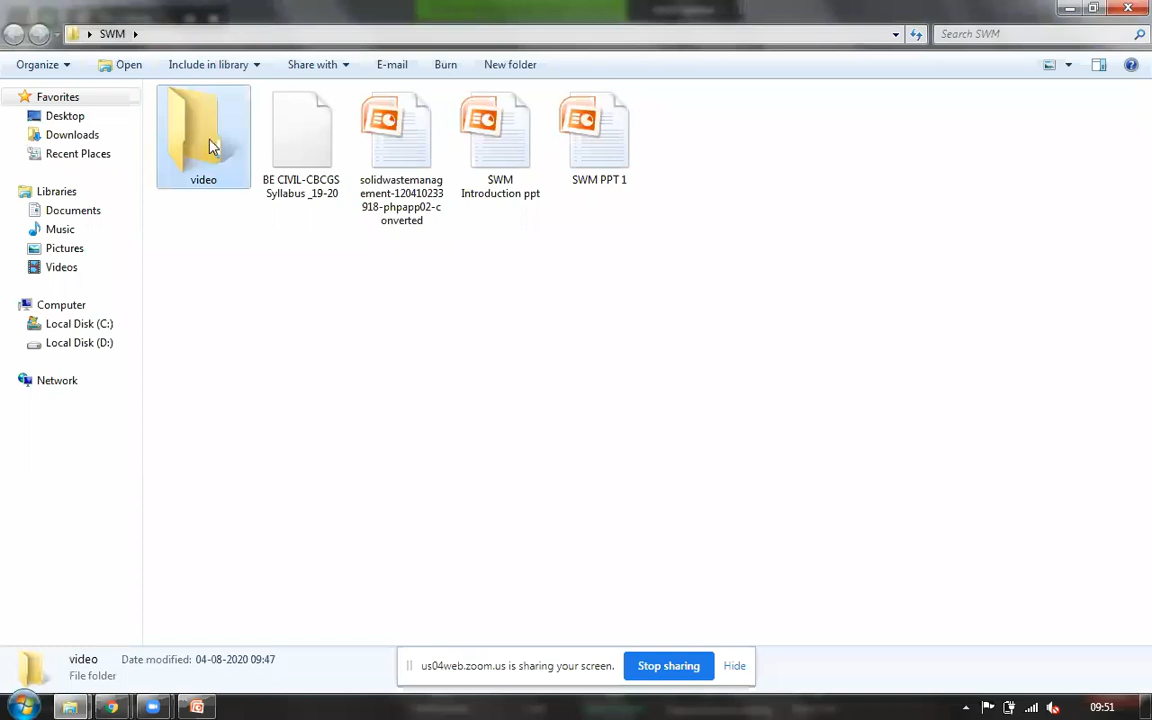 SWM
Search SWM
Organize Open Include in library Share with E-mail Burn New folder
Favorites
Desktop
Downloads
Recent Places
Libraries
Documents
Music
Pictures
Videos
Computer
Local Disk (C:)
Local Disk (D:)
Network
video
BE CIVIL-CBCGS
Syllabus _19-20
solidwastemanag
ement-120410233
918-phpapp02-c
onverted
SWM
Introduction ppt
SWM PPT 1
video Date modified: 04-08-2020 09:47
File folder
us04web.zoom.us is sharing your screen. Stop sharing Hide
09:51